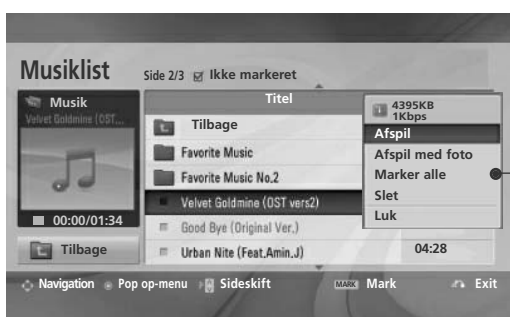 Musiklist
Side 2/3 Ikke markeret
Musik
Velvet Goldmine (OST...
00:00/01:34
Tilbage
Titel
Tilbage
Favorite Music
Favorite Music No.2
Velvet Goldmine (OST vers2)
Good Bye (Original Ver.)
Urban Nite (Feat.Amin.J)
04:28
4395KB
1Kbps
Afspil
Afspil med foto
Marker alle
Slet
Luk
Navigation Pop op-menu Sideskift MARK Mark Exit